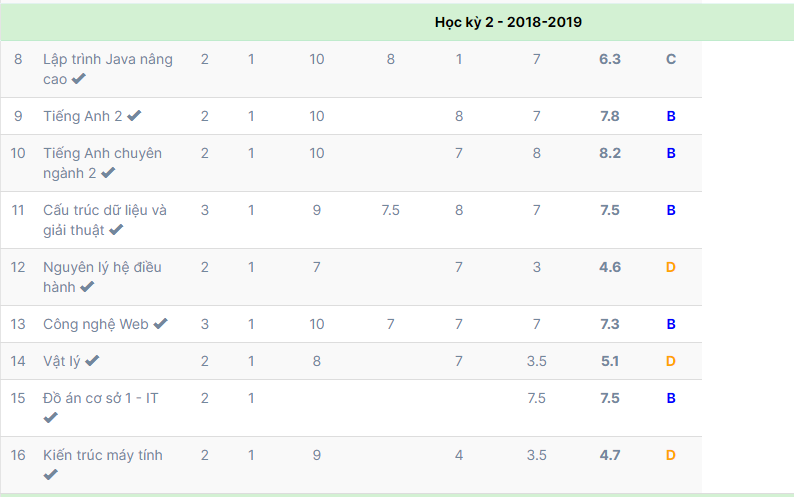 Học kỳ 2 - 2018-2019
8 Lập trình Java nâng 2 1 10 8 1 7 6.3 C
cao ✔
9 Tiếng Anh 2 ✔ 2 1 10 8 7 7.8 B
10 Tiếng Anh chuyên 2 1 10 7 8 8.2 B
ngành 2 ✔
11 Cấu trúc dữ liệu và 3 1 9 7.5 8 7 7.5 B
giải thuật ✔
12 Nguyên lý hệ điều 2 1 7 7 3 4.6 D
hành ✔
13 Công nghệ Web ✔ 3 1 10 7 7 7 7.3 B
14 Vật lý ✔ 2 1 8 7 3.5 5.1 D
15 Đồ án cơ sở 1 - IT 2 1 7.5 7.5 B
✔
16 Kiến trúc máy tính 2 1 9 4 3.5 4.7 D
✔